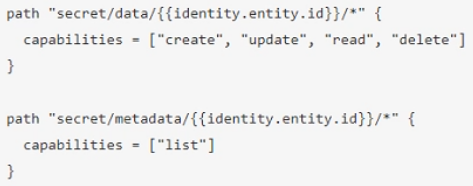 path "secret/data/{{identity.entity.id}}/*" {
  capabilities = ["create", "update", "read", "delete"]
}

path "secret/metadata/{{identity.entity.id}}/*" {
  capabilities = ["list"]
}